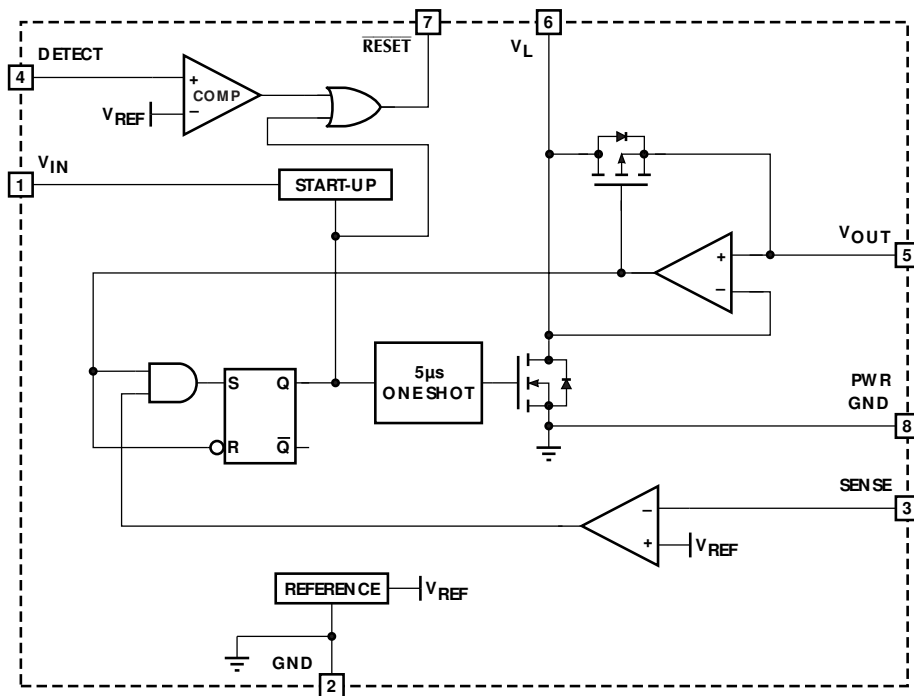 7
6
RESET
VL
DETECT
4
+
COMP
−
VREF
VIN
1
START-UP
VOUT
5
+
−
S Q
5µs
ONESHOT
R Q
PWR
GND
8
SENSE
3
−
+
VREF
REFERENCE
VREF
GND
2